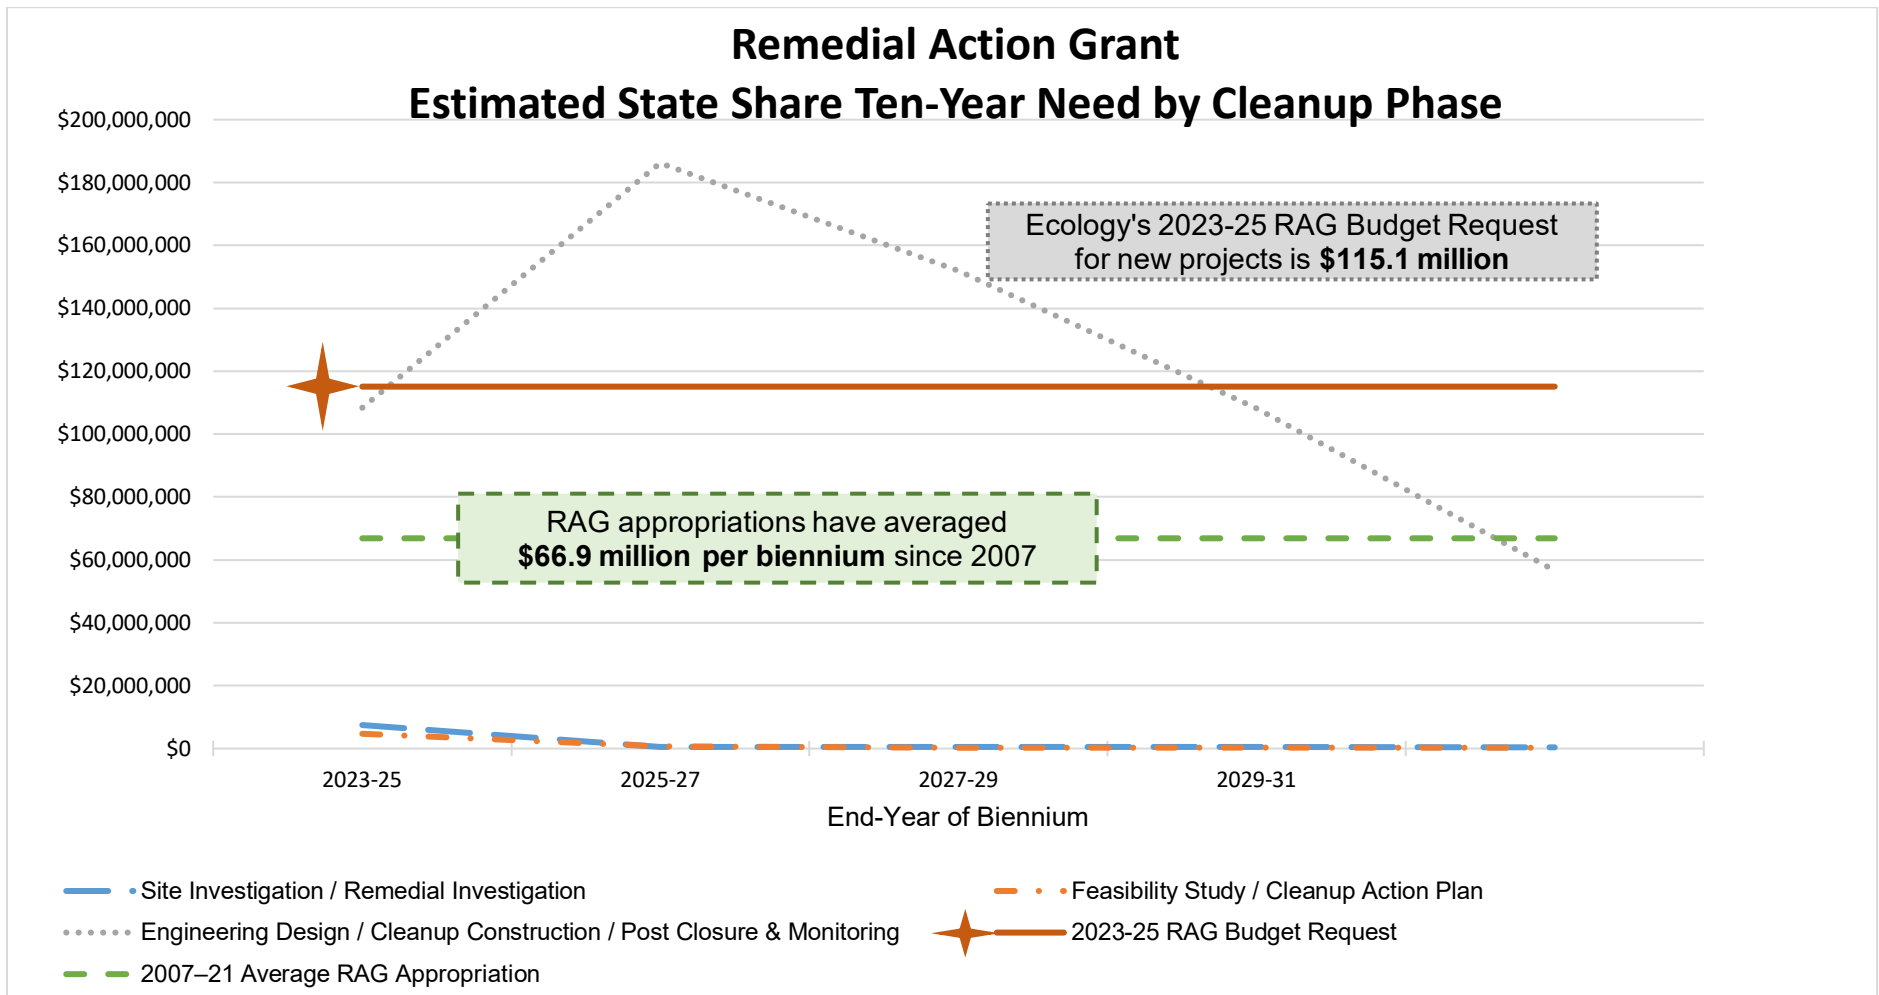 Remedial Action Grant
Estimated State Share Ten-Year Need by Cleanup Phase
$200,000,000
$180,000,000
$160,000,000
$140,000,000
$120,000,000
$100,000,000
$80,000,000
$60,000,000
$40,000,000
$20,000,000
$0
Ecology's 2023-25 RAG Budget Request
for new projects is $115.1 million
RAG appropriations have averaged
$66.9 million per biennium since 2007
2023-25
2025-27
2027-29
2029-31
End-Year of Biennium
Site Investigation / Remedial Investigation
Feasibility Study / Cleanup Action Plan
Engineering Design / Cleanup Construction / Post Closure & Monitoring
2023-25 RAG Budget Request
2007–21 Average RAG Appropriation